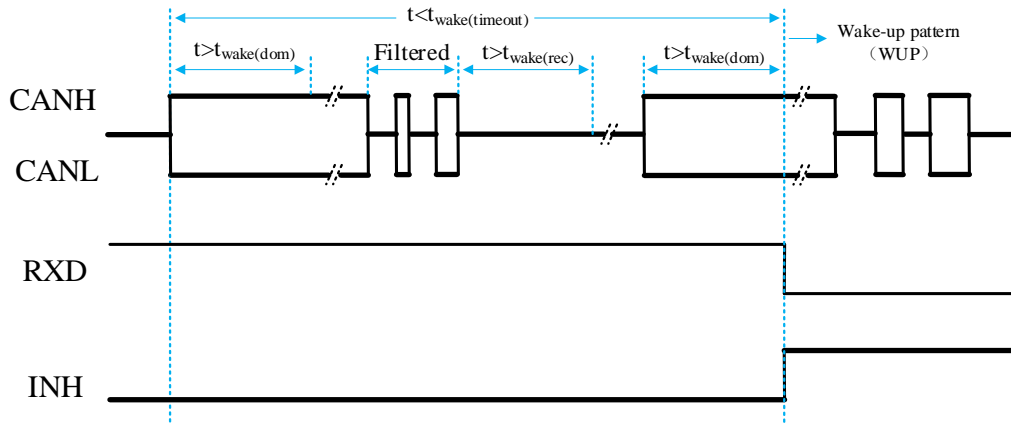 t<twake(timeout)
Wake-up pattern
（WUP）
t>twake(dom)
Filtered
t>twake(rec)
t>twake(dom)
CANH
CANL
RXD
INH